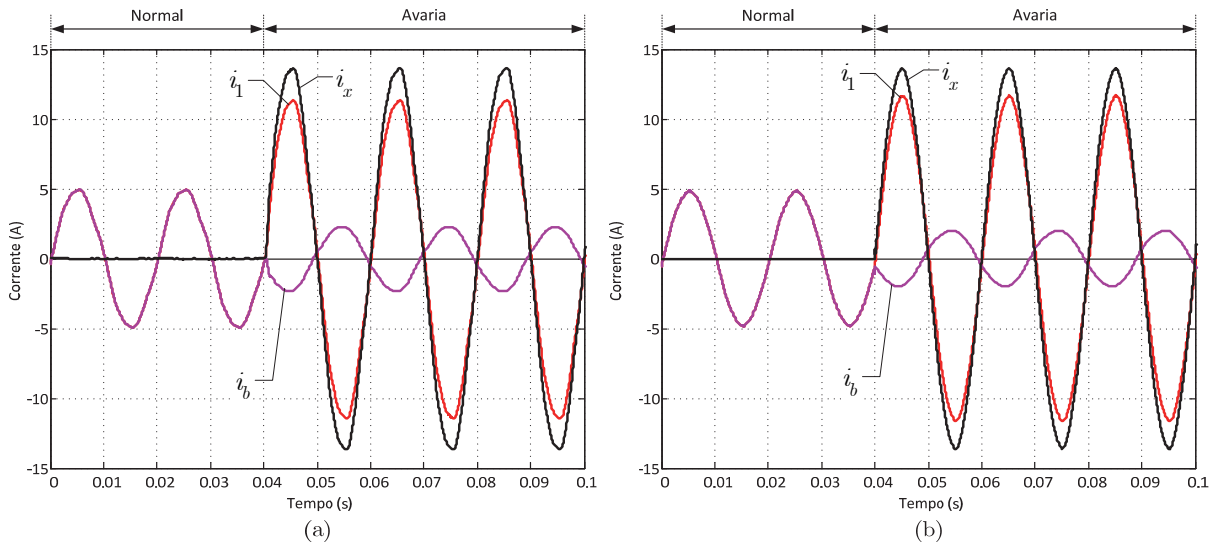 Normal
Avaria
15
10
5
0
-5
-10
-15
Corrente (A)
i1
ix
ib
0
0.01
0.02
0.03
0.04
0.05
0.06
0.07
0.08
0.09
0.1
Tempo (s)
(a)
Normal
Avaria
15
10
5
0
-5
-10
-15
Corrente (A)
i1
ix
ib
0
0.01
0.02
0.03
0.04
0.05
0.06
0.07
0.08
0.09
0.1
Tempo (s)
(b)